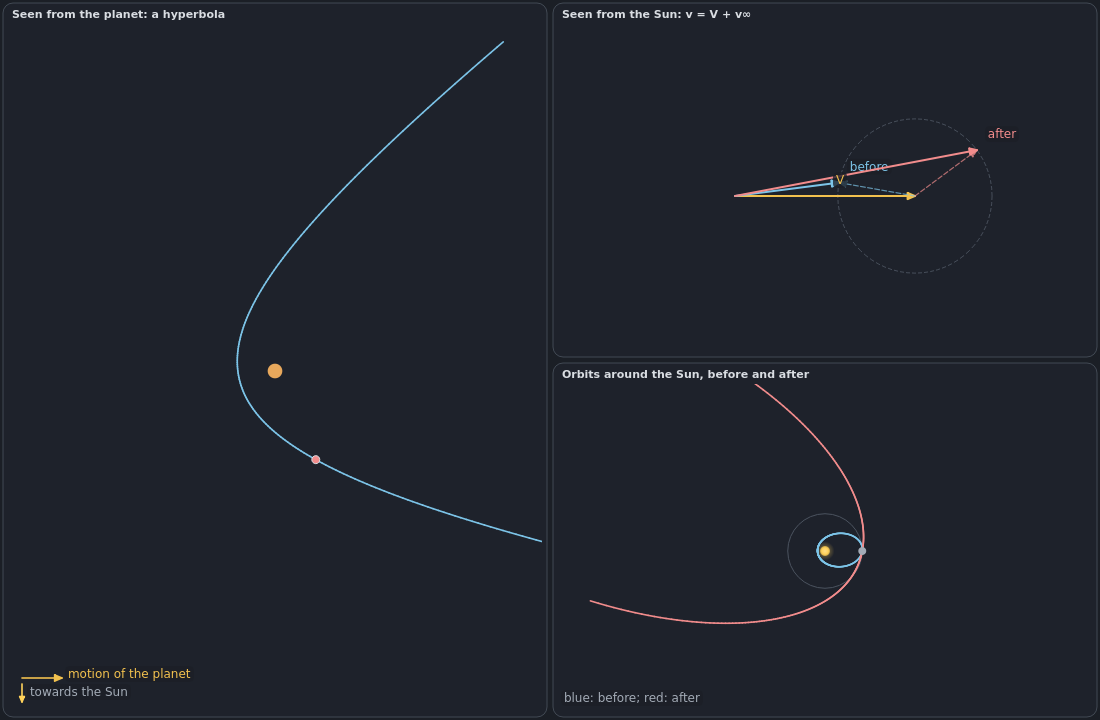 Seen from the planet: a hyperbola
motion of the planet
towards the Sun
Seen from the Sun: v = V + v∞
after
before
V
Orbits around the Sun, before and after
blue: before; red: after